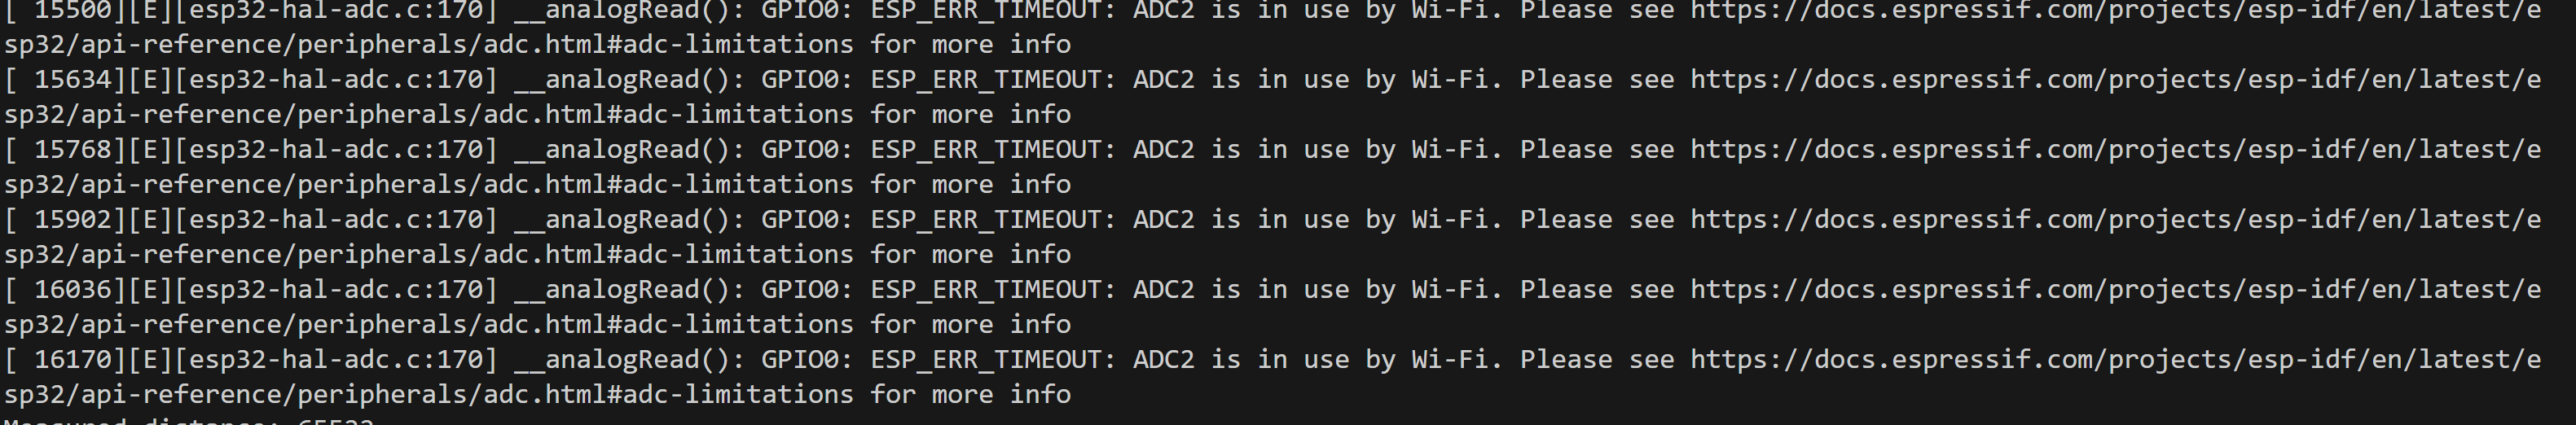 [ 15500][E][esp32-hal-adc.c:170] __analogRead(): GPIO0: ESP_ERR_TIMEOUT: ADC2 is in use by Wi-Fi. Please see https://docs.espressif.com/projects/esp-idf/en/latest/e
sp32/api-reference/peripherals/adc.html#adc-limitations for more info
[ 15634][E][esp32-hal-adc.c:170] __analogRead(): GPIO0: ESP_ERR_TIMEOUT: ADC2 is in use by Wi-Fi. Please see https://docs.espressif.com/projects/esp-idf/en/latest/e
sp32/api-reference/peripherals/adc.html#adc-limitations for more info
[ 15768][E][esp32-hal-adc.c:170] __analogRead(): GPIO0: ESP_ERR_TIMEOUT: ADC2 is in use by Wi-Fi. Please see https://docs.espressif.com/projects/esp-idf/en/latest/e
sp32/api-reference/peripherals/adc.html#adc-limitations for more info
[ 15902][E][esp32-hal-adc.c:170] __analogRead(): GPIO0: ESP_ERR_TIMEOUT: ADC2 is in use by Wi-Fi. Please see https://docs.espressif.com/projects/esp-idf/en/latest/e
sp32/api-reference/peripherals/adc.html#adc-limitations for more info
[ 16036][E][esp32-hal-adc.c:170] __analogRead(): GPIO0: ESP_ERR_TIMEOUT: ADC2 is in use by Wi-Fi. Please see https://docs.espressif.com/projects/esp-idf/en/latest/e
sp32/api-reference/peripherals/adc.html#adc-limitations for more info
[ 16170][E][esp32-hal-adc.c:170] __analogRead(): GPIO0: ESP_ERR_TIMEOUT: ADC2 is in use by Wi-Fi. Please see https://docs.espressif.com/projects/esp-idf/en/latest/e
sp32/api-reference/peripherals/adc.html#adc-limitations for more info
Measured distance: